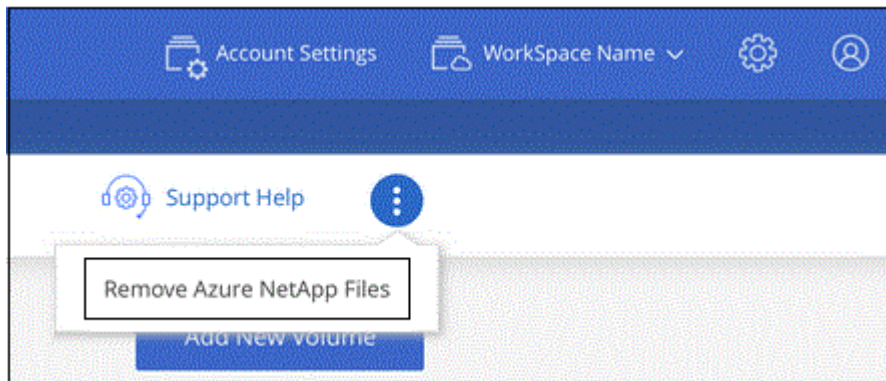 Account Settings
WorkSpace Name
Support Help
Remove Azure NetApp Files
Add New Volume